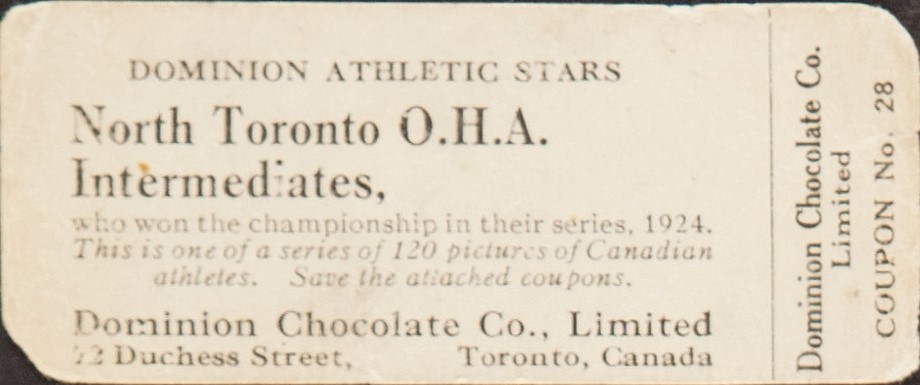 DOMINION ATHLETIC STARS
North Toronto O.H.A.
Intermediates,
who won the championship in their series, 1924.
This is one of a series of 120 pictures of Canadian
athletes. Save the attached coupons.
Dominion Chocolate Co., Limited
Duchess Street, Toronto, Canada
Dominion Chocolate Co.
Limited
COUPON No. 28